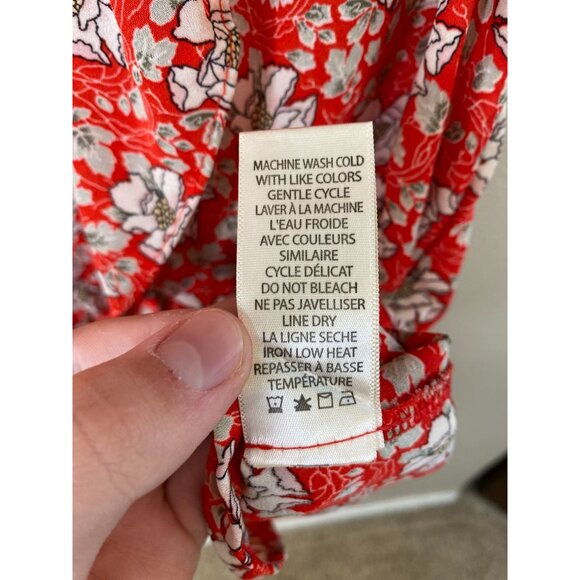 MACHINE WASH COLD
WITH LIKE COLORS
GENTLE CYCLE
LAVER À LA MACHINE
L'EAU FROIDE
AVEC COULEURS
SIMILAIRE
CYCLE DÉLICAT
DO NOT BLEACH
NE PAS JAVELLISER
LINE DRY
LA LIGNE SECHE
IRON LOW HEAT
REPASSER À BASSE
TEMPÉRATURE